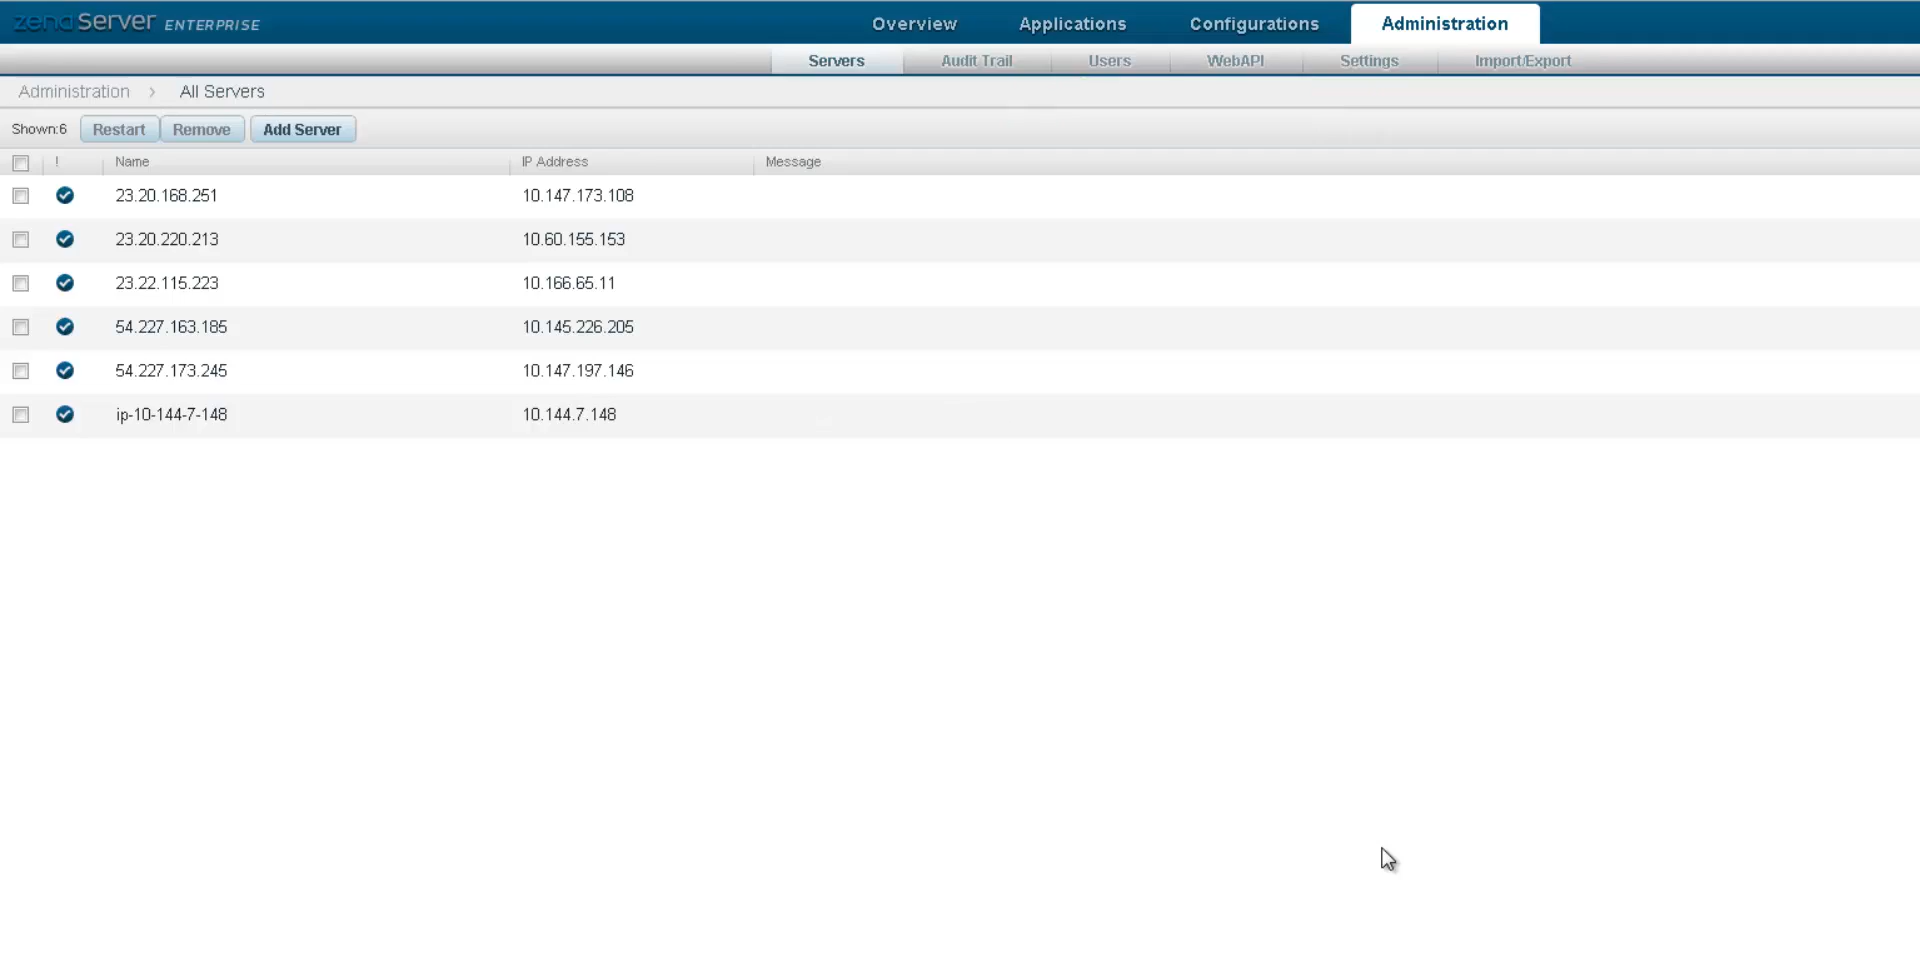 zend Server ENTERPRISE Overview Applications Configurations Administration
Servers Audit Trail Users WebAPI Settings Import/Export
Administration > All Servers
Shown:6 Restart Remove Add Server
! Name IP Address Message
23.20.168.251 10.147.173.108
23.20.220.213 10.60.155.153
23.22.115.223 10.166.65.11
54.227.163.185 10.145.226.205
54.227.173.245 10.147.197.146
ip-10-144-7-148 10.144.7.148